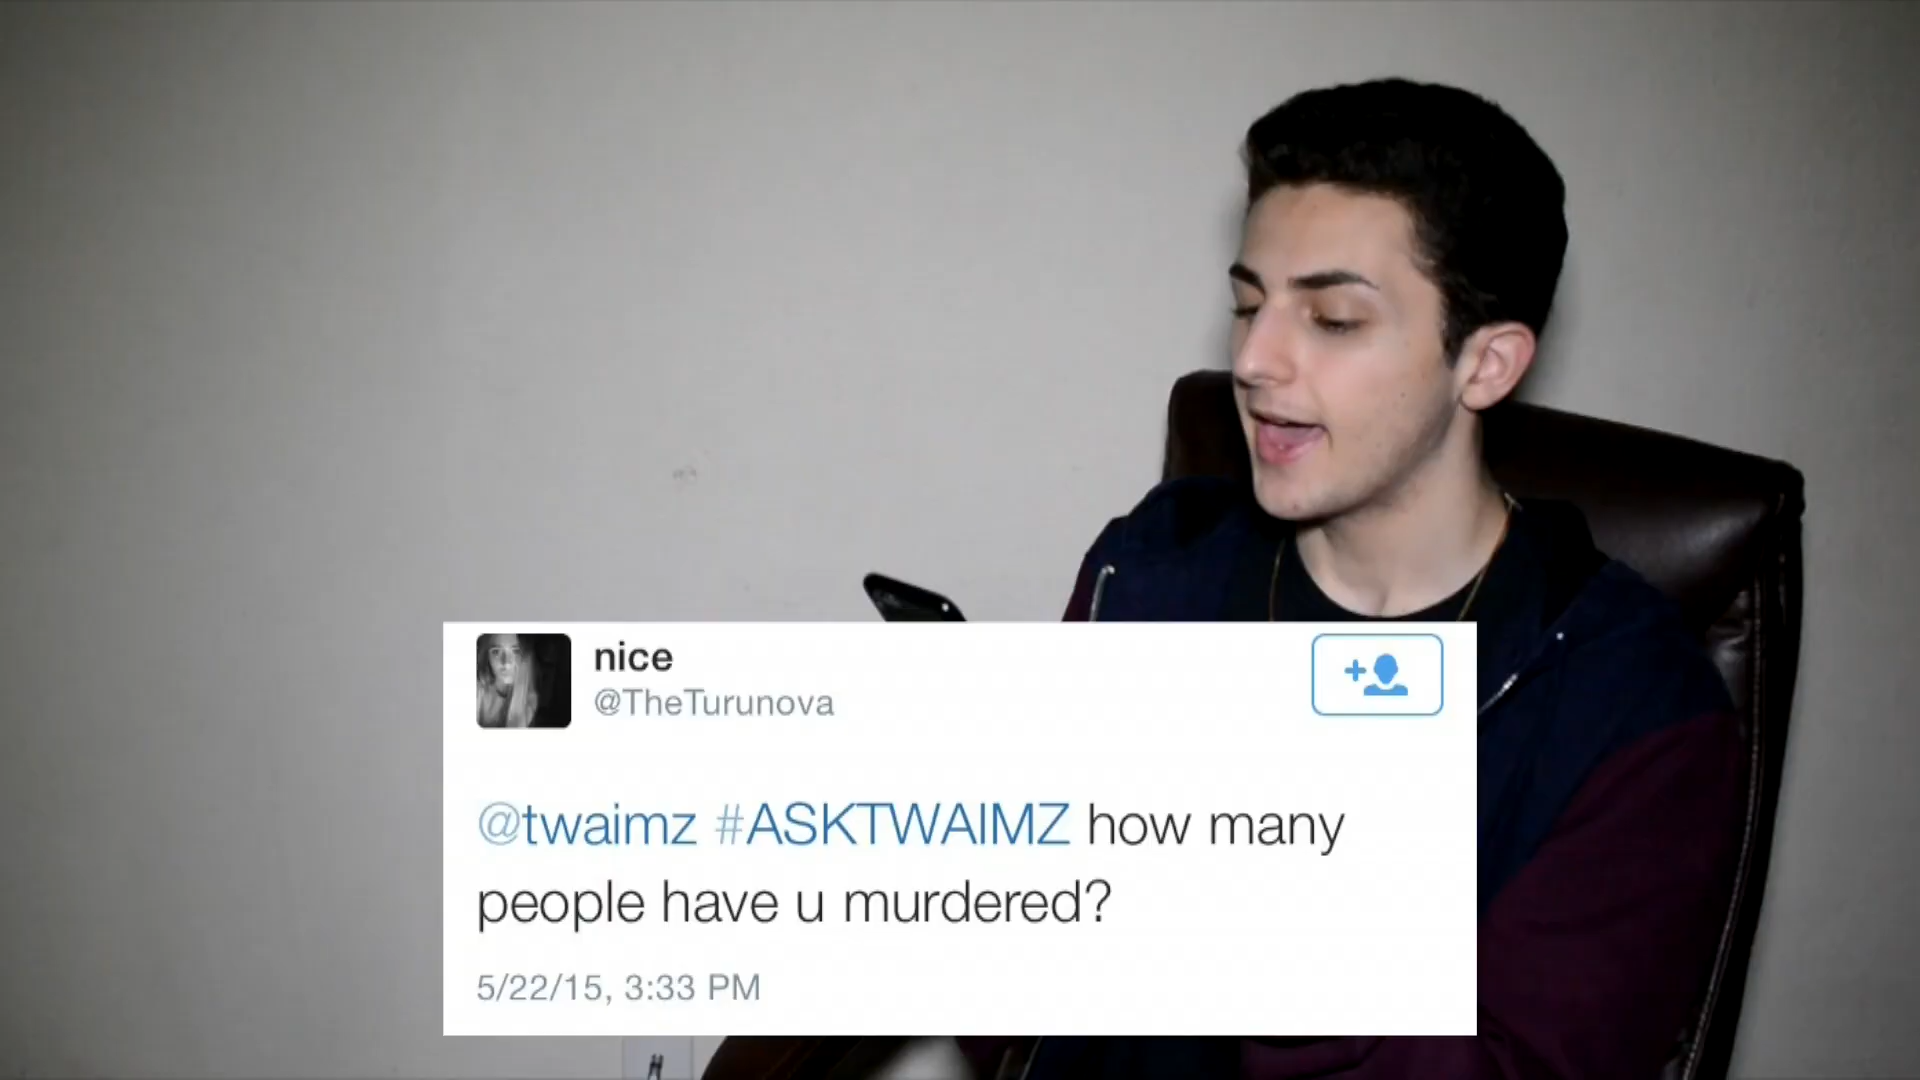 nice
@TheTurunova
@twaimz #ASKTWAIMZ how many
people have u murdered?
5/22/15, 3:33 PM